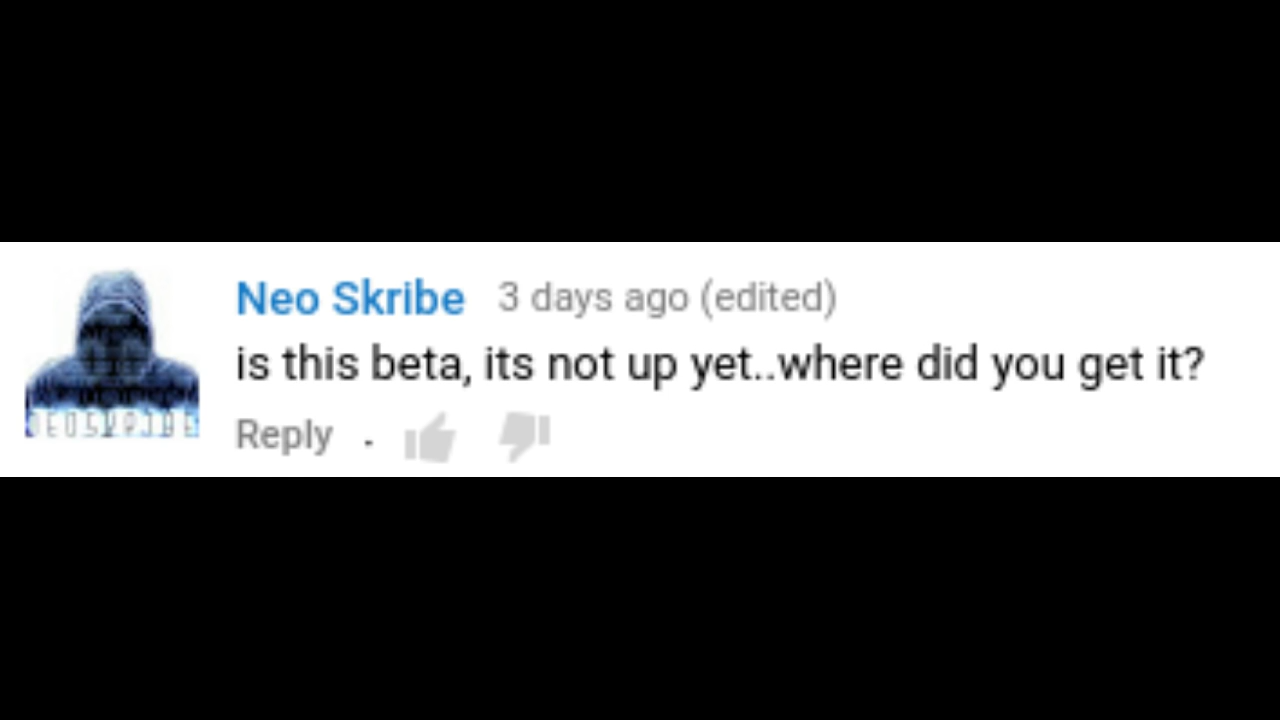 Neo Skribe 3 days ago (edited)
is this beta, its not up yet..where did you get it?
NEOSKRIBE
Reply .